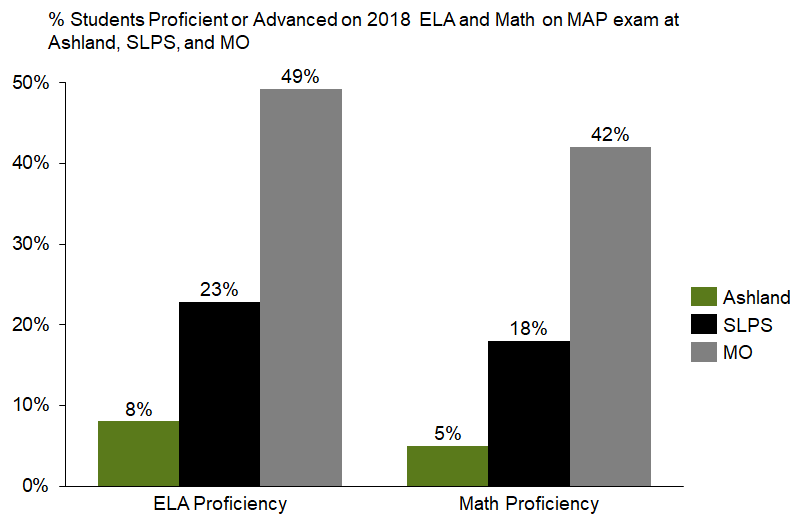 % Students Proficient or Advanced on 2018 ELA and Math on MAP exam at
Ashland, SLPS, and MO
50%
40%
30%
20%
10%
0%
8%
23%
49%
5%
18%
42%
ELA Proficiency
Math Proficiency
Ashland
SLPS
MO